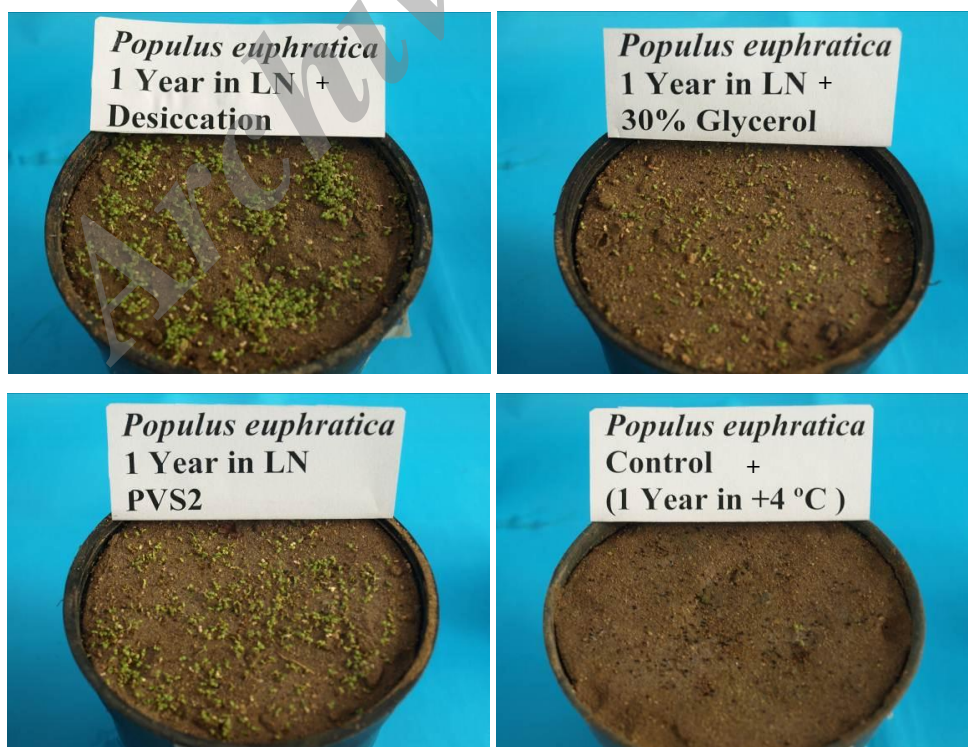 Populus euphratica
1 Year in LN +
Desiccation
Populus euphratica
1 Year in LN +
30% Glycerol
Populus euphratica
1 Year in LN
PVS2
Populus euphratica
Control +
(1 Year in +4 ºC )